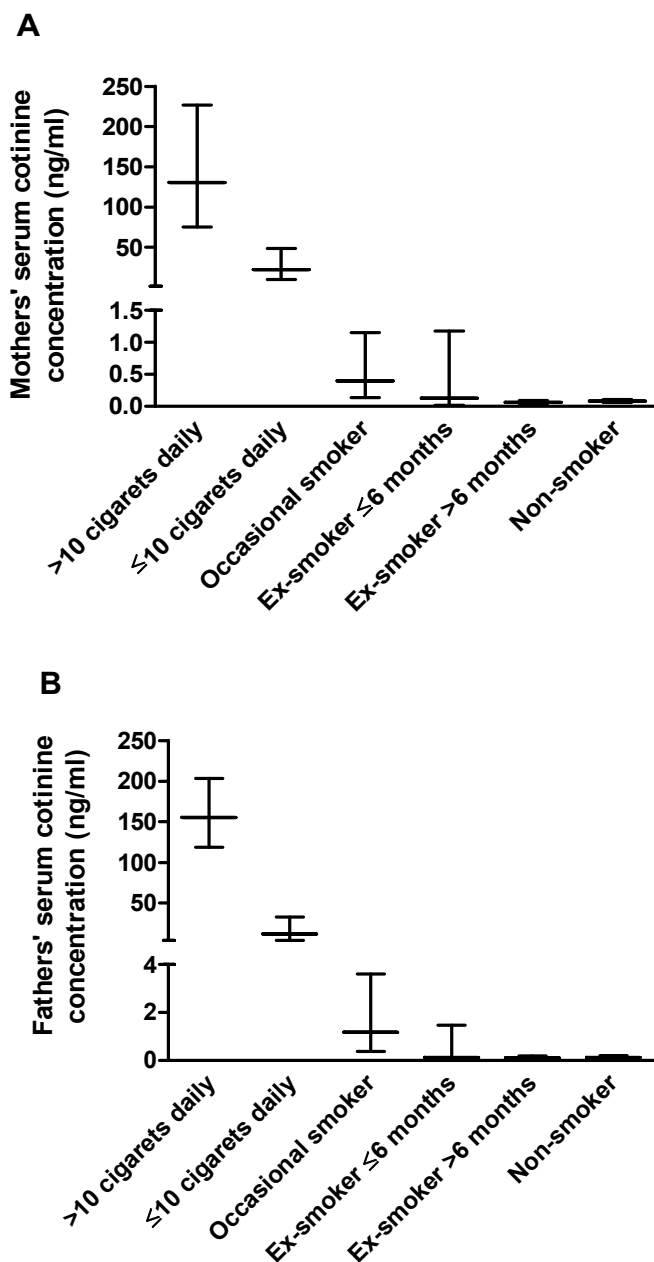 A
Mothers' serum cotinine
concentration (ng/ml)
250
200
150
100
50
1.5
1.0
0.5
0.0
>10 cigarets daily
≤10 cigarets daily
Occasional smoker
Ex-smoker ≤6 months
Ex-smoker >6 months
Non-smoker
B
Fathers' serum cotinine
concentration (ng/ml)
250
200
150
100
50
4
2
0
>10 cigarets daily
≤10 cigarets daily
Occasional smoker
Ex-smoker ≤6 months
Ex-smoker >6 months
Non-smoker